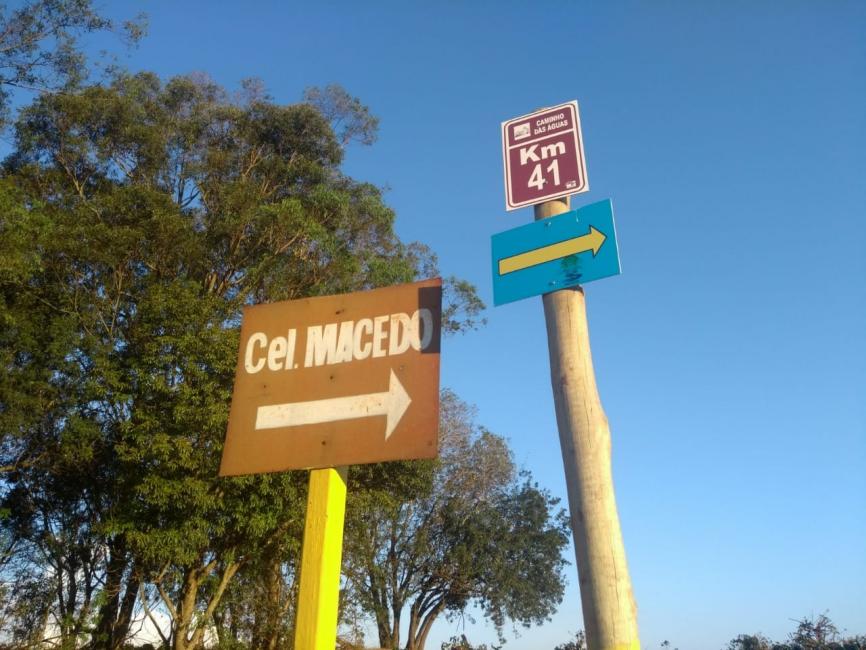 CAMINHO
DAS ÁGUAS
Km
41
Cel. MACEDO